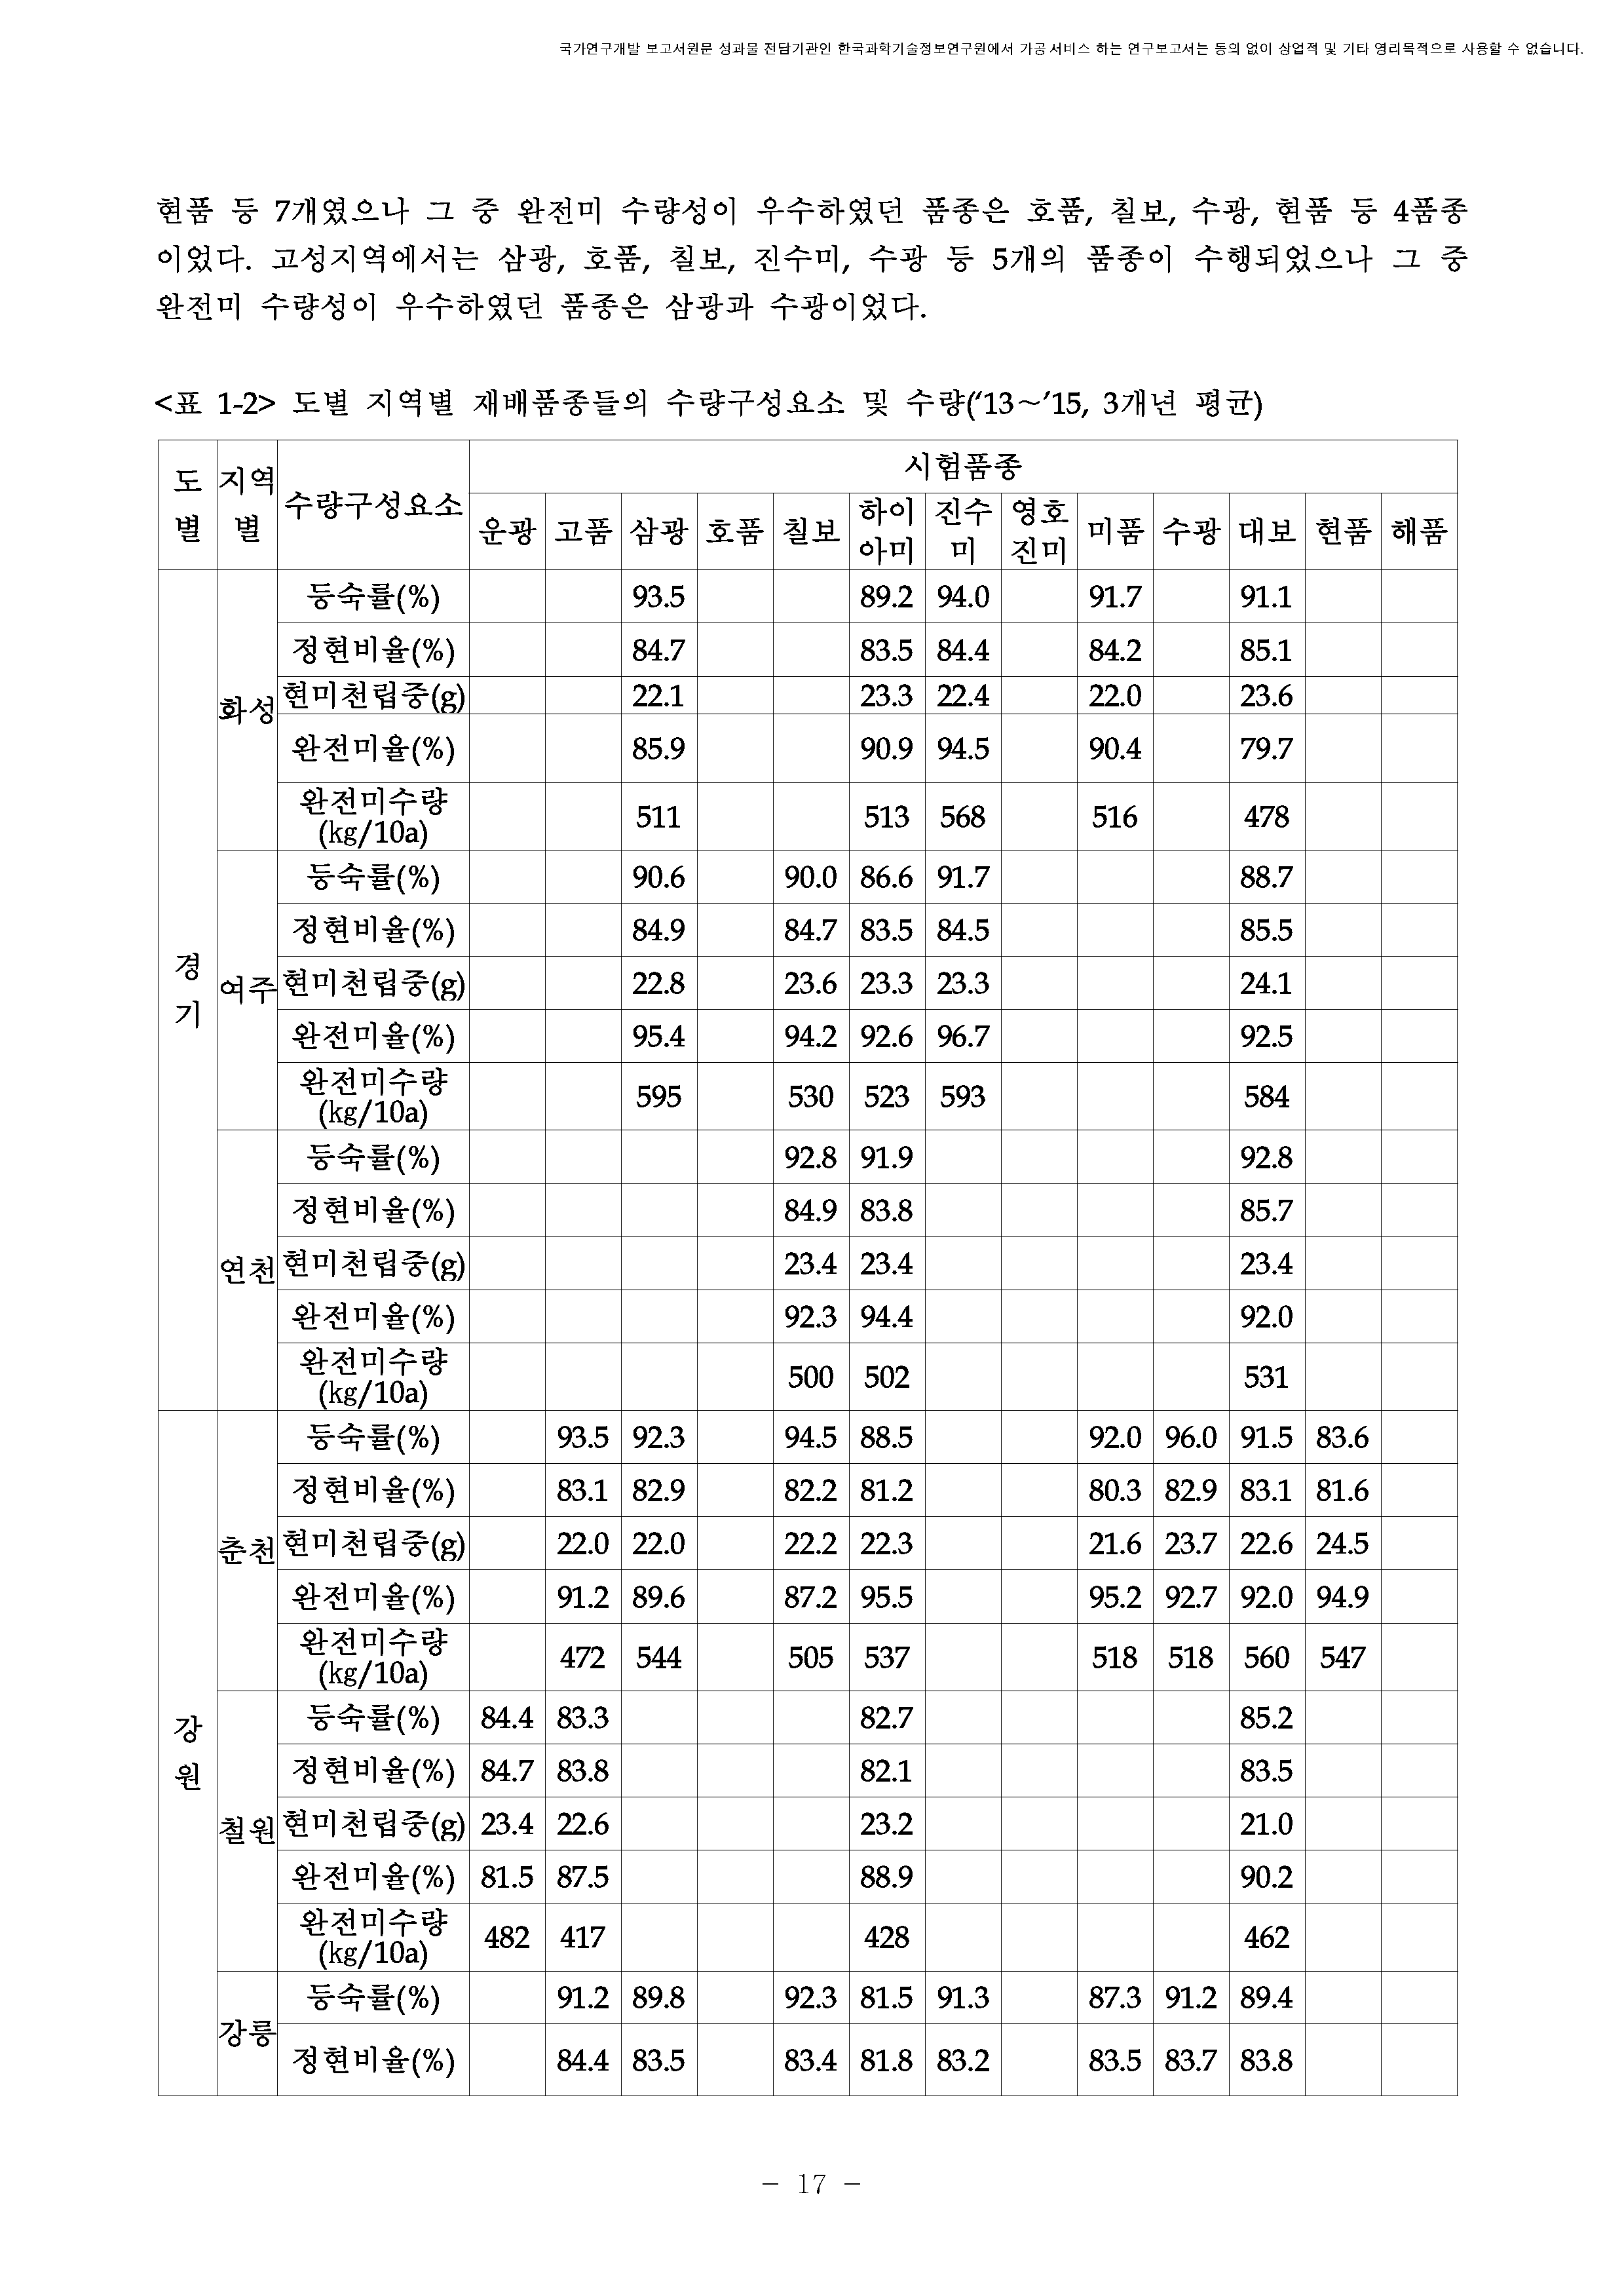 국가연구개발 보고서원문 성과물 전담기관인 한국과학기술정보연구원에서 가공·서비스 하는 연구보고서는 동의 없이 상업적 및 기타 영리목적으로 사용할 수 없습니다.
현품 등 7개였으나 그 중 완전미 수량성이 우수하였던 품종은 호품, 칠보, 수광, 현품 등 4품종
이었다. 고성지역에서는 삼광, 호품, 칠보, 진수미, 수광 등 5개의 품종이 수행되었으나 그 중
완전미 수량성이 우수하였던 품종은 삼광과 수광이었다.
<표 1-2> 도별 지역별 재배품종들의 수량구성요소 및 수량('13～'15, 3개년 평균)
도별 지역별 수량구성요소 시험품종
운광 고품 삼광 호품 칠보 하이아미 진수미 영호진미 미품 수광 대보 현품 해품
경기
화성
등숙률(%) 93.5 89.2 94.0 91.7 91.1
정현비율(%) 84.7 83.5 84.4 84.2 85.1
현미천립중(g) 22.1 23.3 22.4 22.0 23.6
완전미율(%) 85.9 90.9 94.5 90.4 79.7
완전미수량(kg/10a) 511 513 568 516 478
여주
등숙률(%) 90.6 90.0 86.6 91.7 88.7
정현비율(%) 84.9 84.7 83.5 84.5 85.5
현미천립중(g) 22.8 23.6 23.3 23.3 24.1
완전미율(%) 95.4 94.2 92.6 96.7 92.5
완전미수량(kg/10a) 595 530 523 593 584
연천
등숙률(%) 92.8 91.9 92.8
정현비율(%) 84.9 83.8 85.7
현미천립중(g) 23.4 23.4 23.4
완전미율(%) 92.3 94.4 92.0
완전미수량(kg/10a) 500 502 531
강원
춘천
등숙률(%) 93.5 92.3 94.5 88.5 92.0 96.0 91.5 83.6
정현비율(%) 83.1 82.9 82.2 81.2 80.3 82.9 83.1 81.6
현미천립중(g) 22.0 22.0 22.2 22.3 21.6 23.7 22.6 24.5
완전미율(%) 91.2 89.6 87.2 95.5 95.2 92.7 92.0 94.9
완전미수량(kg/10a) 472 544 505 537 518 518 560 547
철원
등숙률(%) 84.4 83.3 82.7 85.2
정현비율(%) 84.7 83.8 82.1 83.5
현미천립중(g) 23.4 22.6 23.2 21.0
완전미율(%) 81.5 87.5 88.9 90.2
완전미수량(kg/10a) 482 417 428 462
강릉
등숙률(%) 91.2 89.8 92.3 81.5 91.3 87.3 91.2 89.4
정현비율(%) 84.4 83.5 83.4 81.8 83.2 83.5 83.7 83.8
- 17 -